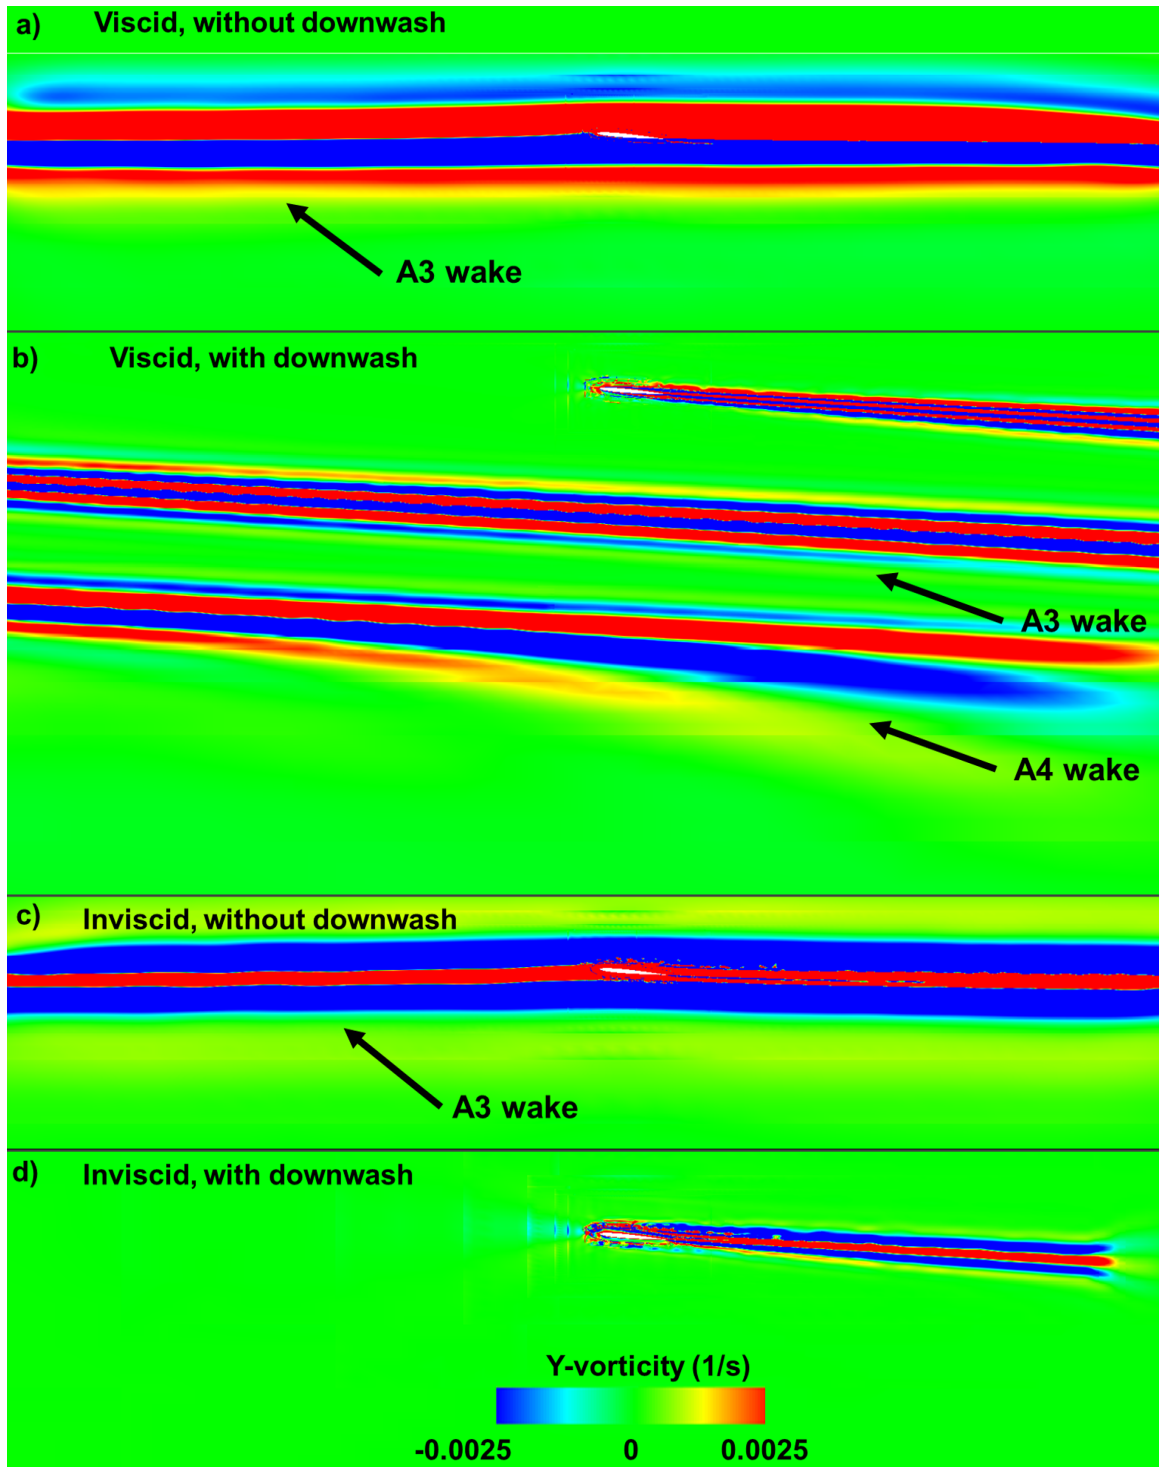 a) Viscid, without downwash
A3 wake
b) Viscid, with downwash
A3 wake
A4 wake
c) Inviscid, without downwash
A3 wake
d) Inviscid, with downwash
Y-vorticity (1/s)
-0.0025 0 0.0025